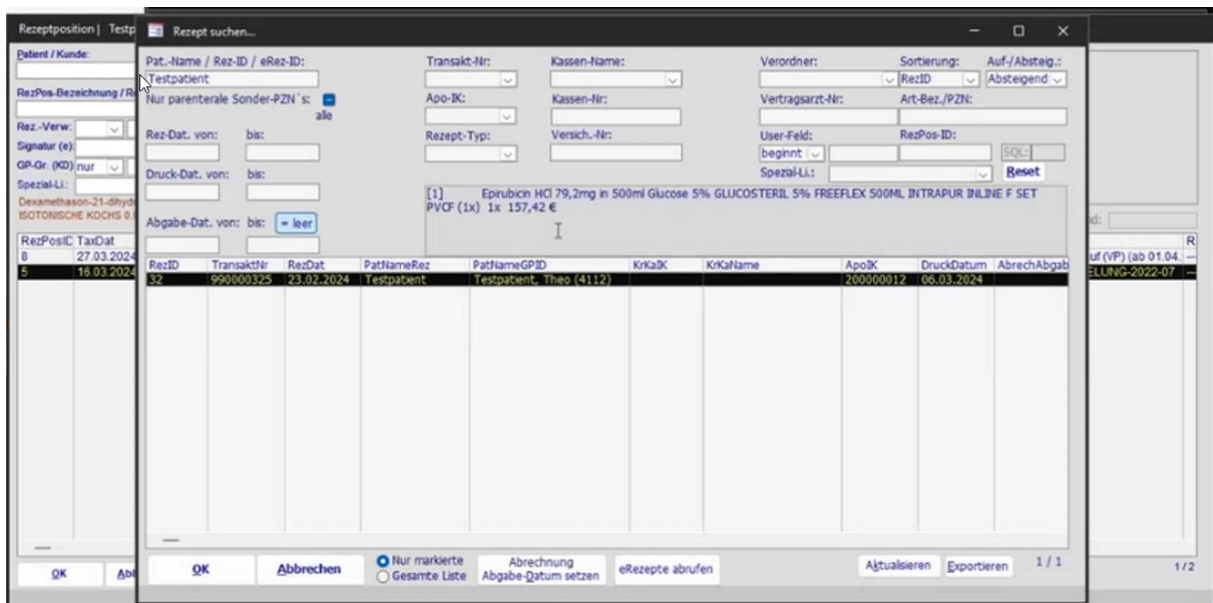 Rezeptposition | Testp
Rezept suchen...
Patient / Kunde:
RezPos-Bezeichnung / R
Rez.-Verw:
Signatur (e):
GP-Gr. (KD) nur
Spezial-Li.:
Dexamethason-21-dihyd
ISOTONISCHE KOCHS 0.
RezPosID TaxDat
8 27.03.2024
5 16.03.2024
OK Abb
Pat.-Name / Rez-ID / eRez-ID: Transakt-Nr: Kassen-Name: Verordner: Sortierung: Auf-/Absteig.:
Testpatient RezID Absteigend
Nur parenterale Sonder-PZN´s: Apo-IK: Kassen-Nr: Vertragsarzt-Nr: Art-Bez./PZN:
alle
Rez-Dat. von: bis: Rezept-Typ: Versich.-Nr: User-Feld: RezPos-ID:
beginnt SQL:
Druck-Dat. von: bis: Spezial-Li.: Reset
[1] Epirubicin HCl 79,2mg in 500ml Glucose 5% GLUCOSTERIL 5% FREEFLEX 500ML INTRAPUR INLINE F SET
PVCF (1x) 1x 157,42 €
Abgabe-Dat. von: bis: = leer
RezID TransaktNr RezDat PatNameRez PatNameGPID KrKaIK KrKaName ApoIK DruckDatum AbrechAbgab
32 990000325 23.02.2024 Testpatient Testpatient, Theo (4112) 200000012 06.03.2024
OK Abbrechen Nur markierte Abrechnung eRezepte abrufen Aktualisieren Exportieren 1 / 1
Gesamte Liste Abgabe-Datum setzen
R
uf (VP) (ab 01.04.
ELUNG-2022-07
1 / 2